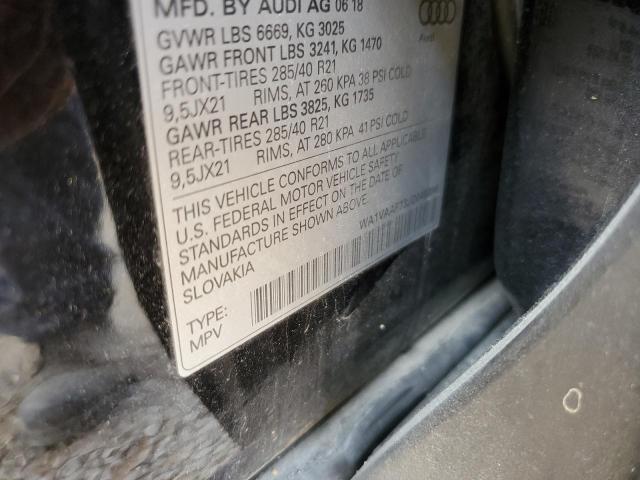 MFD. BY AUDI AG 06 18
GVWR LBS 6669, KG 3025
GAWR FRONT LBS 3241, KG 1470
FRONT-TIRES 285/40 R21
9,5JX21 RIMS, AT 260 KPA 38 PSI COLD
GAWR REAR LBS 3825, KG 1735
REAR-TIRES 285/40 R21
9,5JX21 RIMS, AT 280 KPA 41 PSI COLD
THIS VEHICLE CONFORMS TO ALL APPLICABLE
U.S. FEDERAL MOTOR VEHICLE SAFETY
STANDARDS IN EFFECT ON THE DATE OF
MANUFACTURE SHOWN ABOVE.
SLOVAKIA
TYPE:
MPV